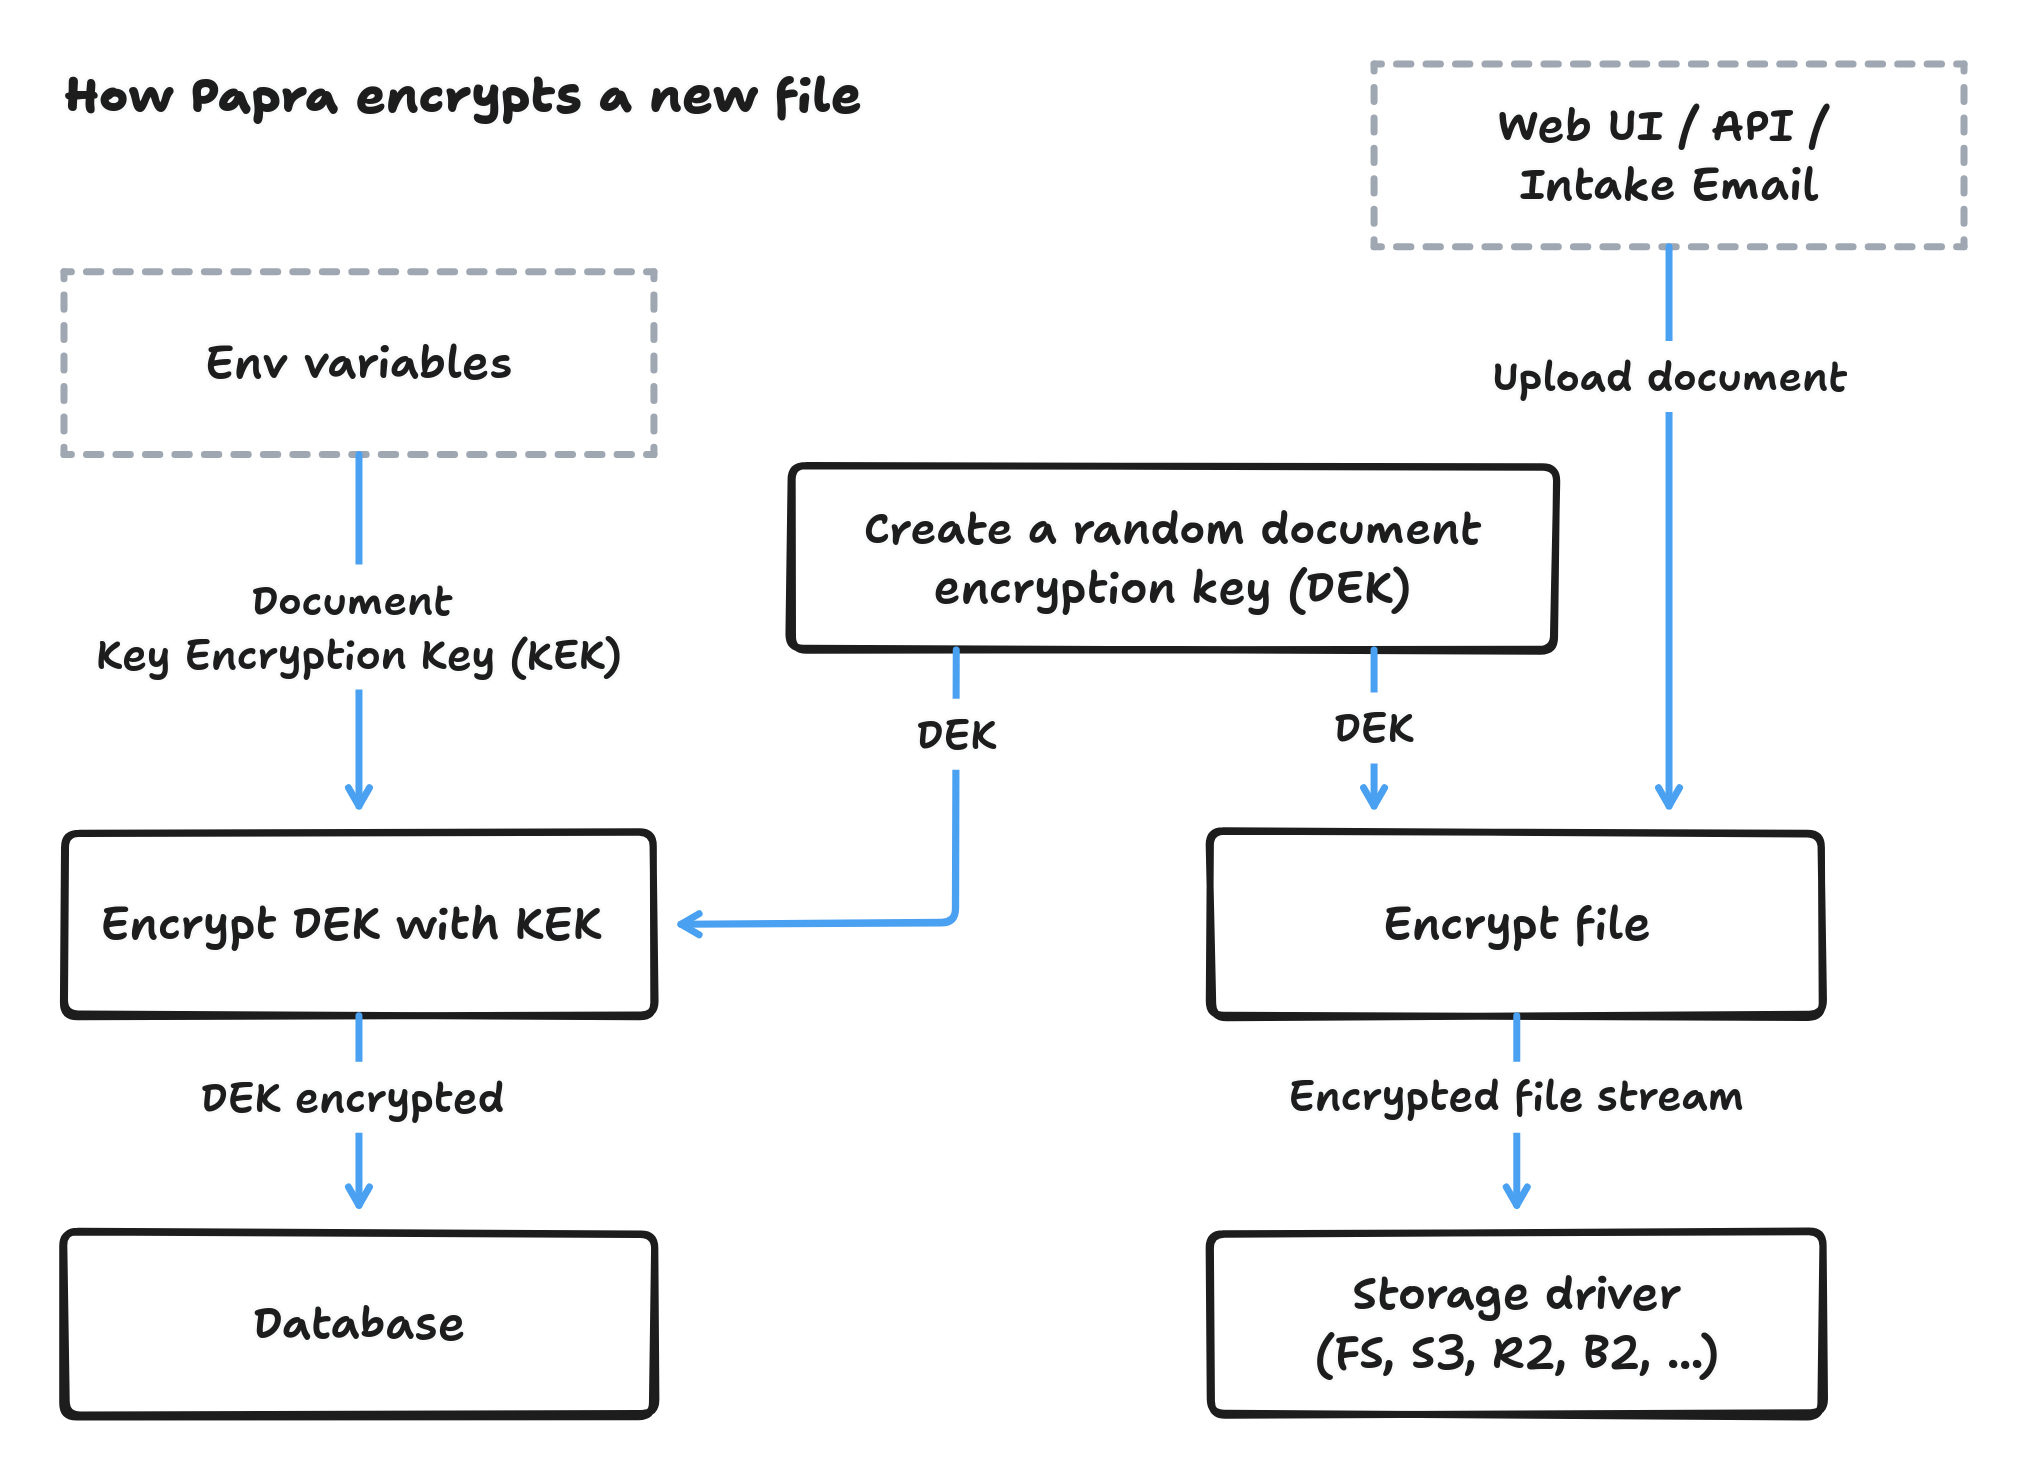 How Papra encrypts a new file
Web UI / API /
Intake Email
Env variables
Upload document
Create a random document
encryption key (DEK)
Document
Key Encryption Key (KEK)
DEK
DEK
Encrypt DEK with KEK
Encrypt file
DEK encrypted
Encrypted file stream
Database
Storage driver
(FS, S3, R2, B2, ...)